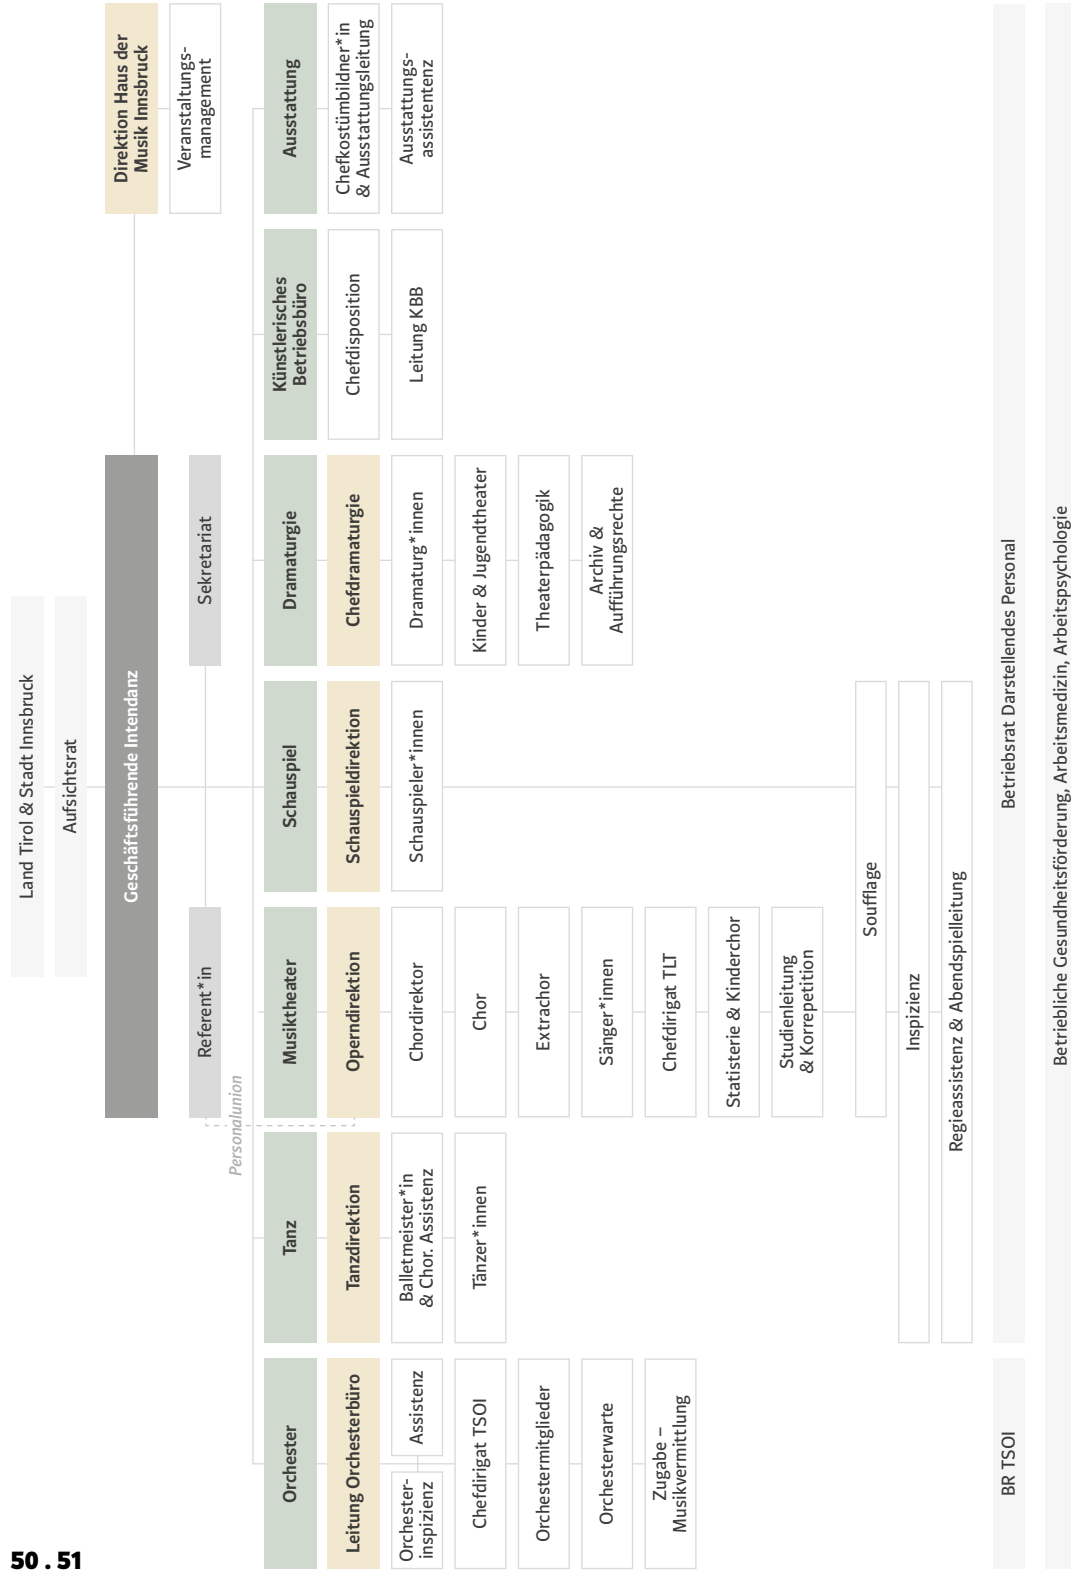 Land Tirol & Stadt Innsbruck
Aufsichtsrat
Geschäftsführende Intendanz
Direktion Haus der
Musik Innsbruck
Veranstaltungs-
management
Referent*in
Sekretariat
Personalunion
Orchester
Leitung Orchesterbüro
Orchester-
inspizienz
Assistenz
Chefdirigat TSOI
Orchestermitglieder
Orchesterwarte
Zugabe –
Musikvermittlung
Tanz
Tanzdirektion
Balletmeister*in
& Chor. Assistenz
Tänzer*innen
Musiktheater
Operndirektion
Chordirektor
Chor
Extrachor
Sänger*innen
Chefdirigat TLT
Statisterie & Kinderchor
Studienleitung
& Korrepetition
Schauspiel
Schauspieldirektion
Schauspieler*innen
Dramaturgie
Chefdramaturgie
Dramaturg*innen
Kinder & Jugendtheater
Theaterpädagogik
Archiv &
Aufführungsrechte
Künstlerisches
Betriebsbüro
Chefdisposition
Leitung KBB
Ausstattung
Chefkostümbildner*in
& Ausstattungsleitung
Ausstattungs-
assistentenz
Soufflage
Inspizienz
Regieassistenz & Abendspielleitung
BR TSOI
Betriebsrat Darstellendes Personal
Betriebliche Gesundheitsförderung, Arbeitsmedizin, Arbeitspsychologie
50 . 51